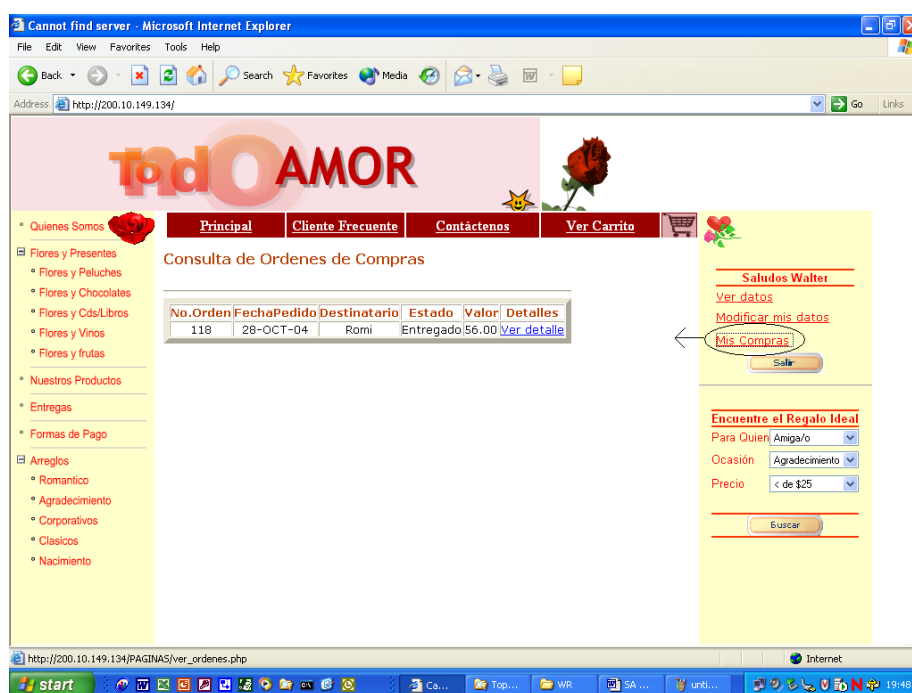 Cannot find server - Microsoft Internet Explorer
File Edit View Favorites Tools Help
Back Search Favorites Media
Address http://200.10.149.134/ Go Links
TodO AMOR
Principal Cliente Frecuente Contáctenos Ver Carrito
Quienes Somos
Flores y Presentes
Flores y Peluches
Flores y Chocolates
Flores y Cds/Libros
Flores y Vinos
Flores y frutas
Nuestros Productos
Entregas
Formas de Pago
Arreglos
Romantico
Agradecimiento
Corporativos
Clasicos
Nacimiento
Consulta de Ordenes de Compras
No.Orden FechaPedido Destinatario Estado Valor Detalles
118 28-OCT-04 Romi Entregado 56.00 Ver detalle
Saludos Walter
Ver datos
Modificar mis datos
Mis Compras
Salir
Encuentre el Regalo Ideal
Para Quien Amiga/o
Ocasión Agradecimiento
Precio < de $25
Buscar
http://200.10.149.134/PAGINAS/ver_ordenes.php Internet
start Ca... Top... WR SA ... unti... 19:48